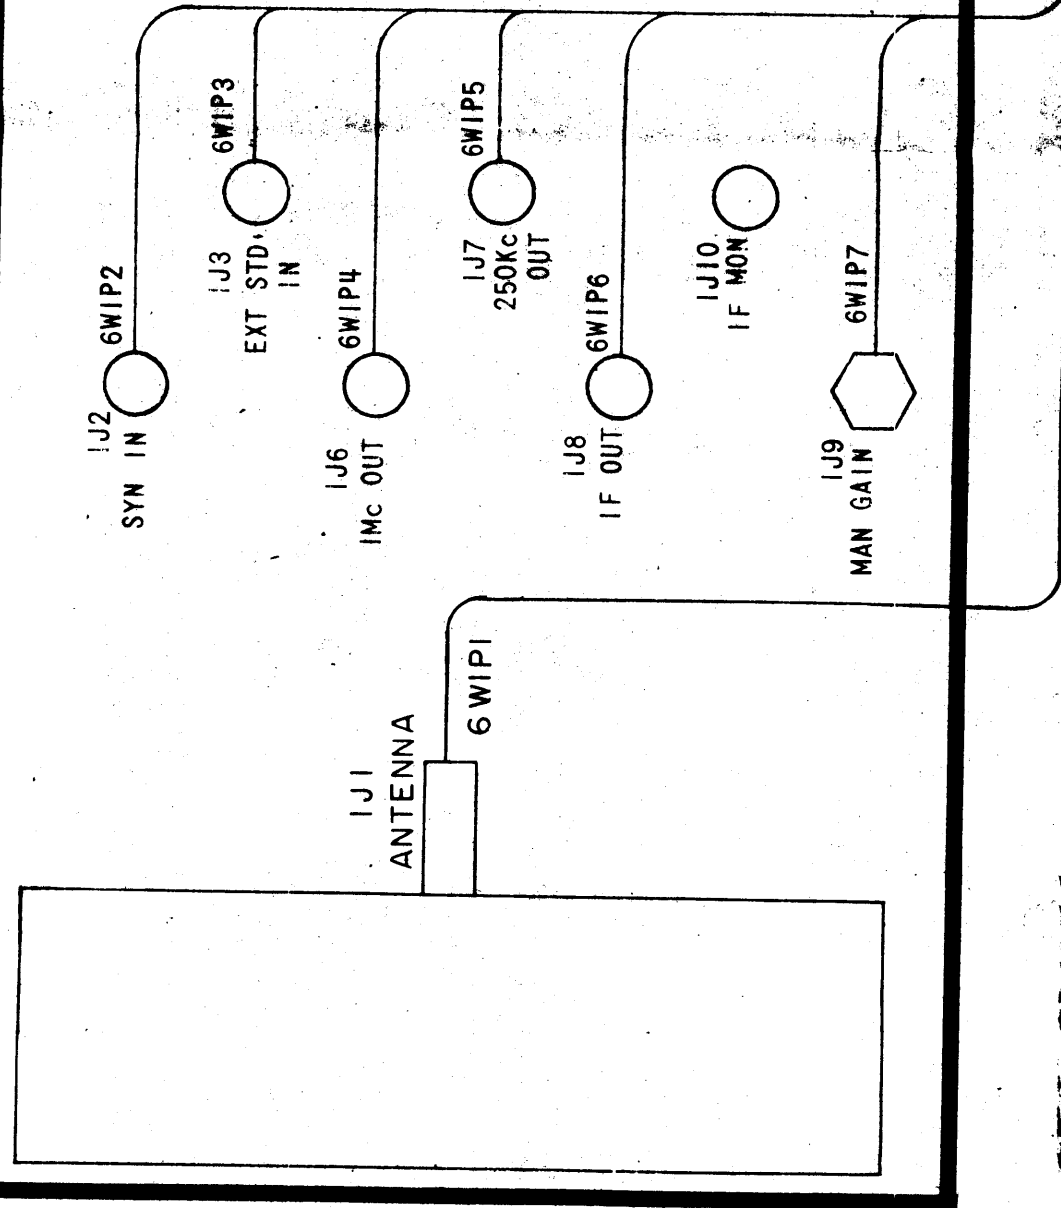 6W1P2
1J2
SYN IN
6W1P3
1J3
EXT STD.
IN
6W1P4
1J6
1Mc OUT
6W1P5
1J7
250Kc
OUT
6W1P6
1J8
IF OUT
1J10
IF MON
6W1P7
1J9
MAN GAIN
1J1
ANTENNA
6W1P1